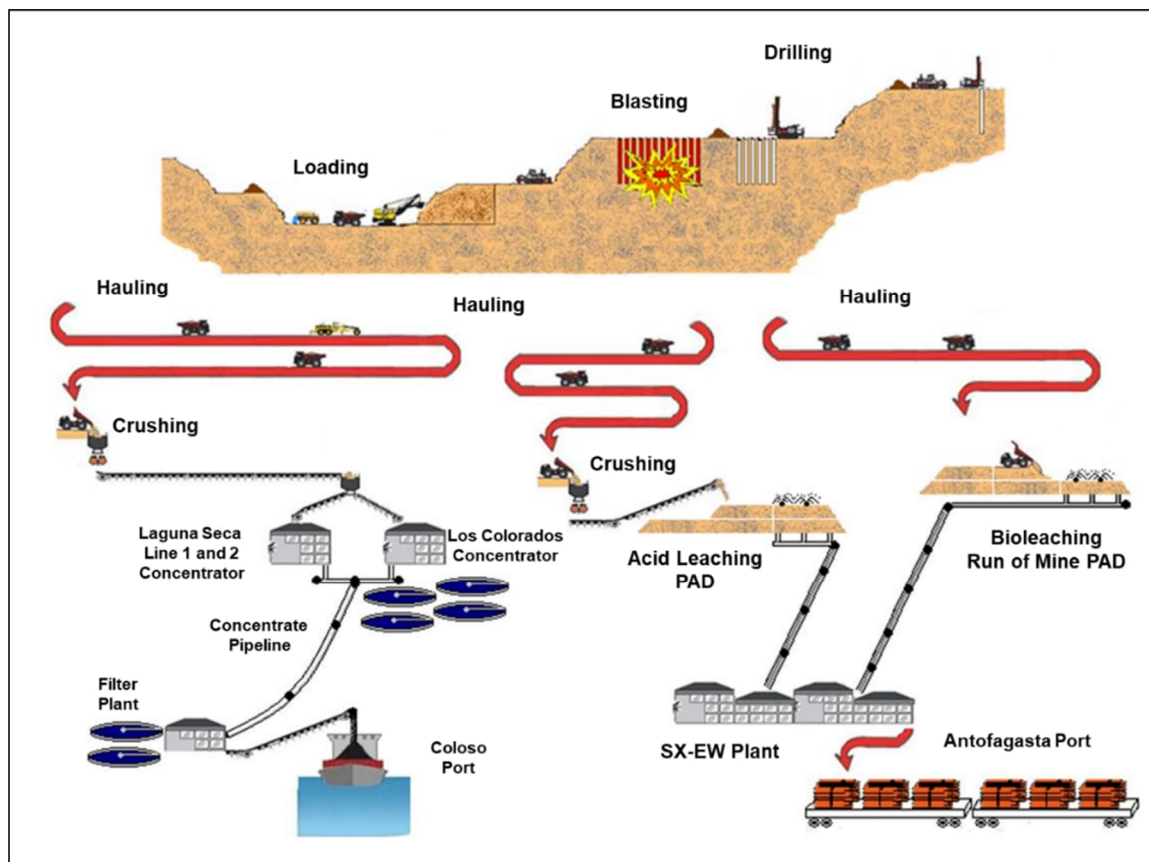 Drilling
Blasting
Loading
Hauling
Hauling
Hauling
Crushing
Crushing
Laguna Seca
Line 1 and 2
Concentrator
Los Colorados
Concentrator
Acid Leaching
PAD
Bioleaching
Run of Mine PAD
Concentrate
Pipeline
Filter
Plant
Coloso
Port
SX-EW Plant
Antofagasta Port